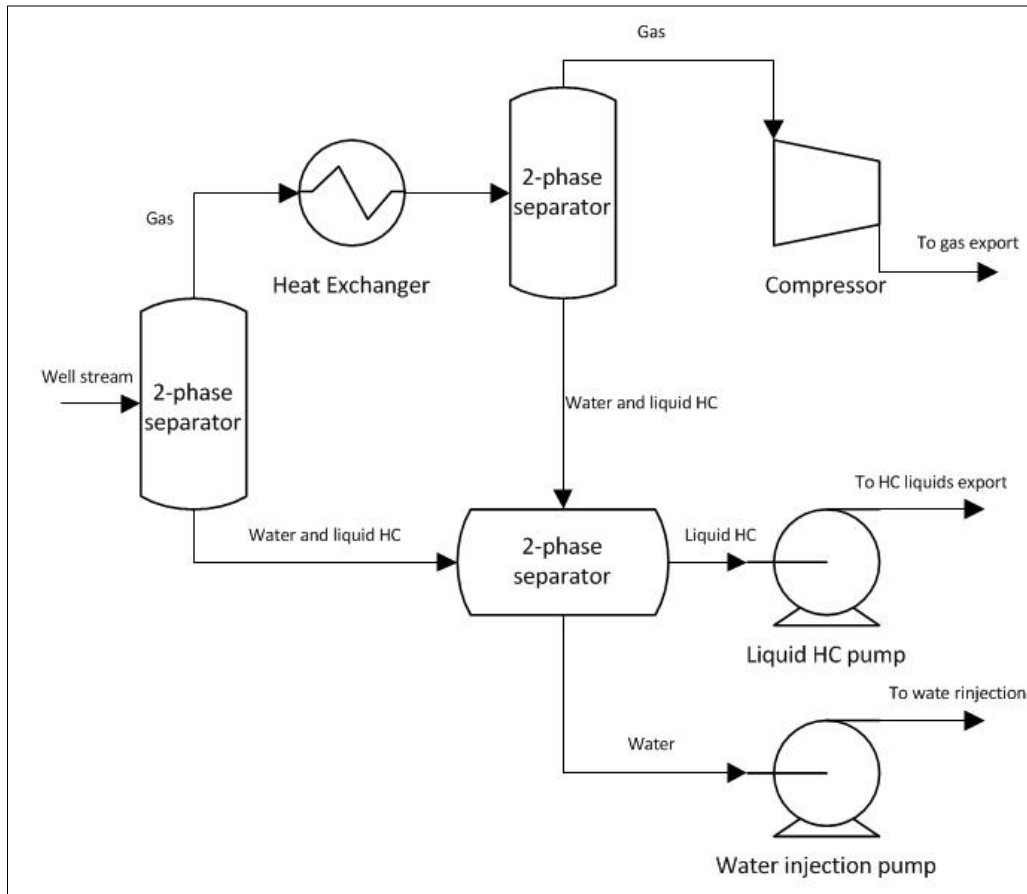 Gas
Gas
2-phase
separator
Heat Exchanger
To gas export
Compressor
Well stream
2-phase
separator
Water and liquid HC
Water and liquid HC
2-phase
separator
Liquid HC
To HC liquids export
Liquid HC pump
Water
To wate rinjection
Water injection pump